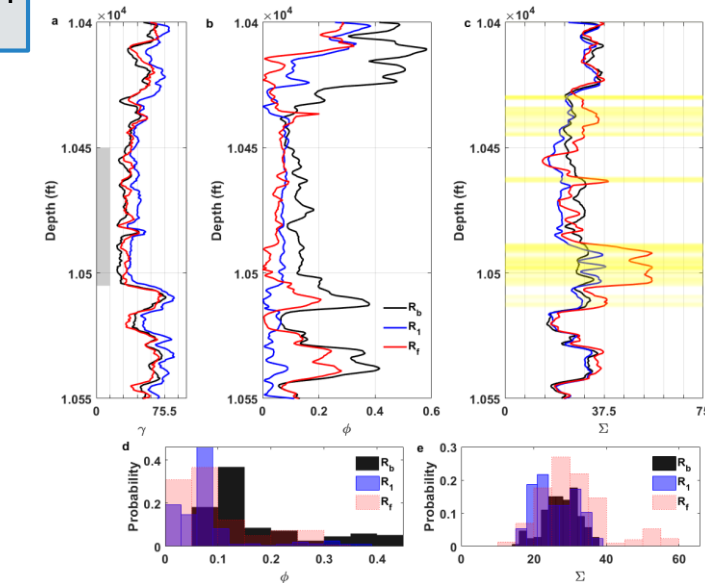 a
×10⁴
1.04
1.045
1.05
1.055
Depth (ft)
0
75.5
γ
b
×10⁴
1.04
1.045
1.05
1.055
Depth (ft)
0
0.2
0.4
0.6
ϕ
R_b
R_1
R_f
c
×10⁴
1.04
1.045
1.05
1.055
Depth (ft)
0
37.5
75
Σ
d
Probability
0.4
0.2
0
0
0.1
0.2
0.3
0.4
ϕ
R_b
R_1
R_f
e
Probability
0.3
0.2
0.1
0
0
20
40
60
Σ
R_b
R_1
R_f